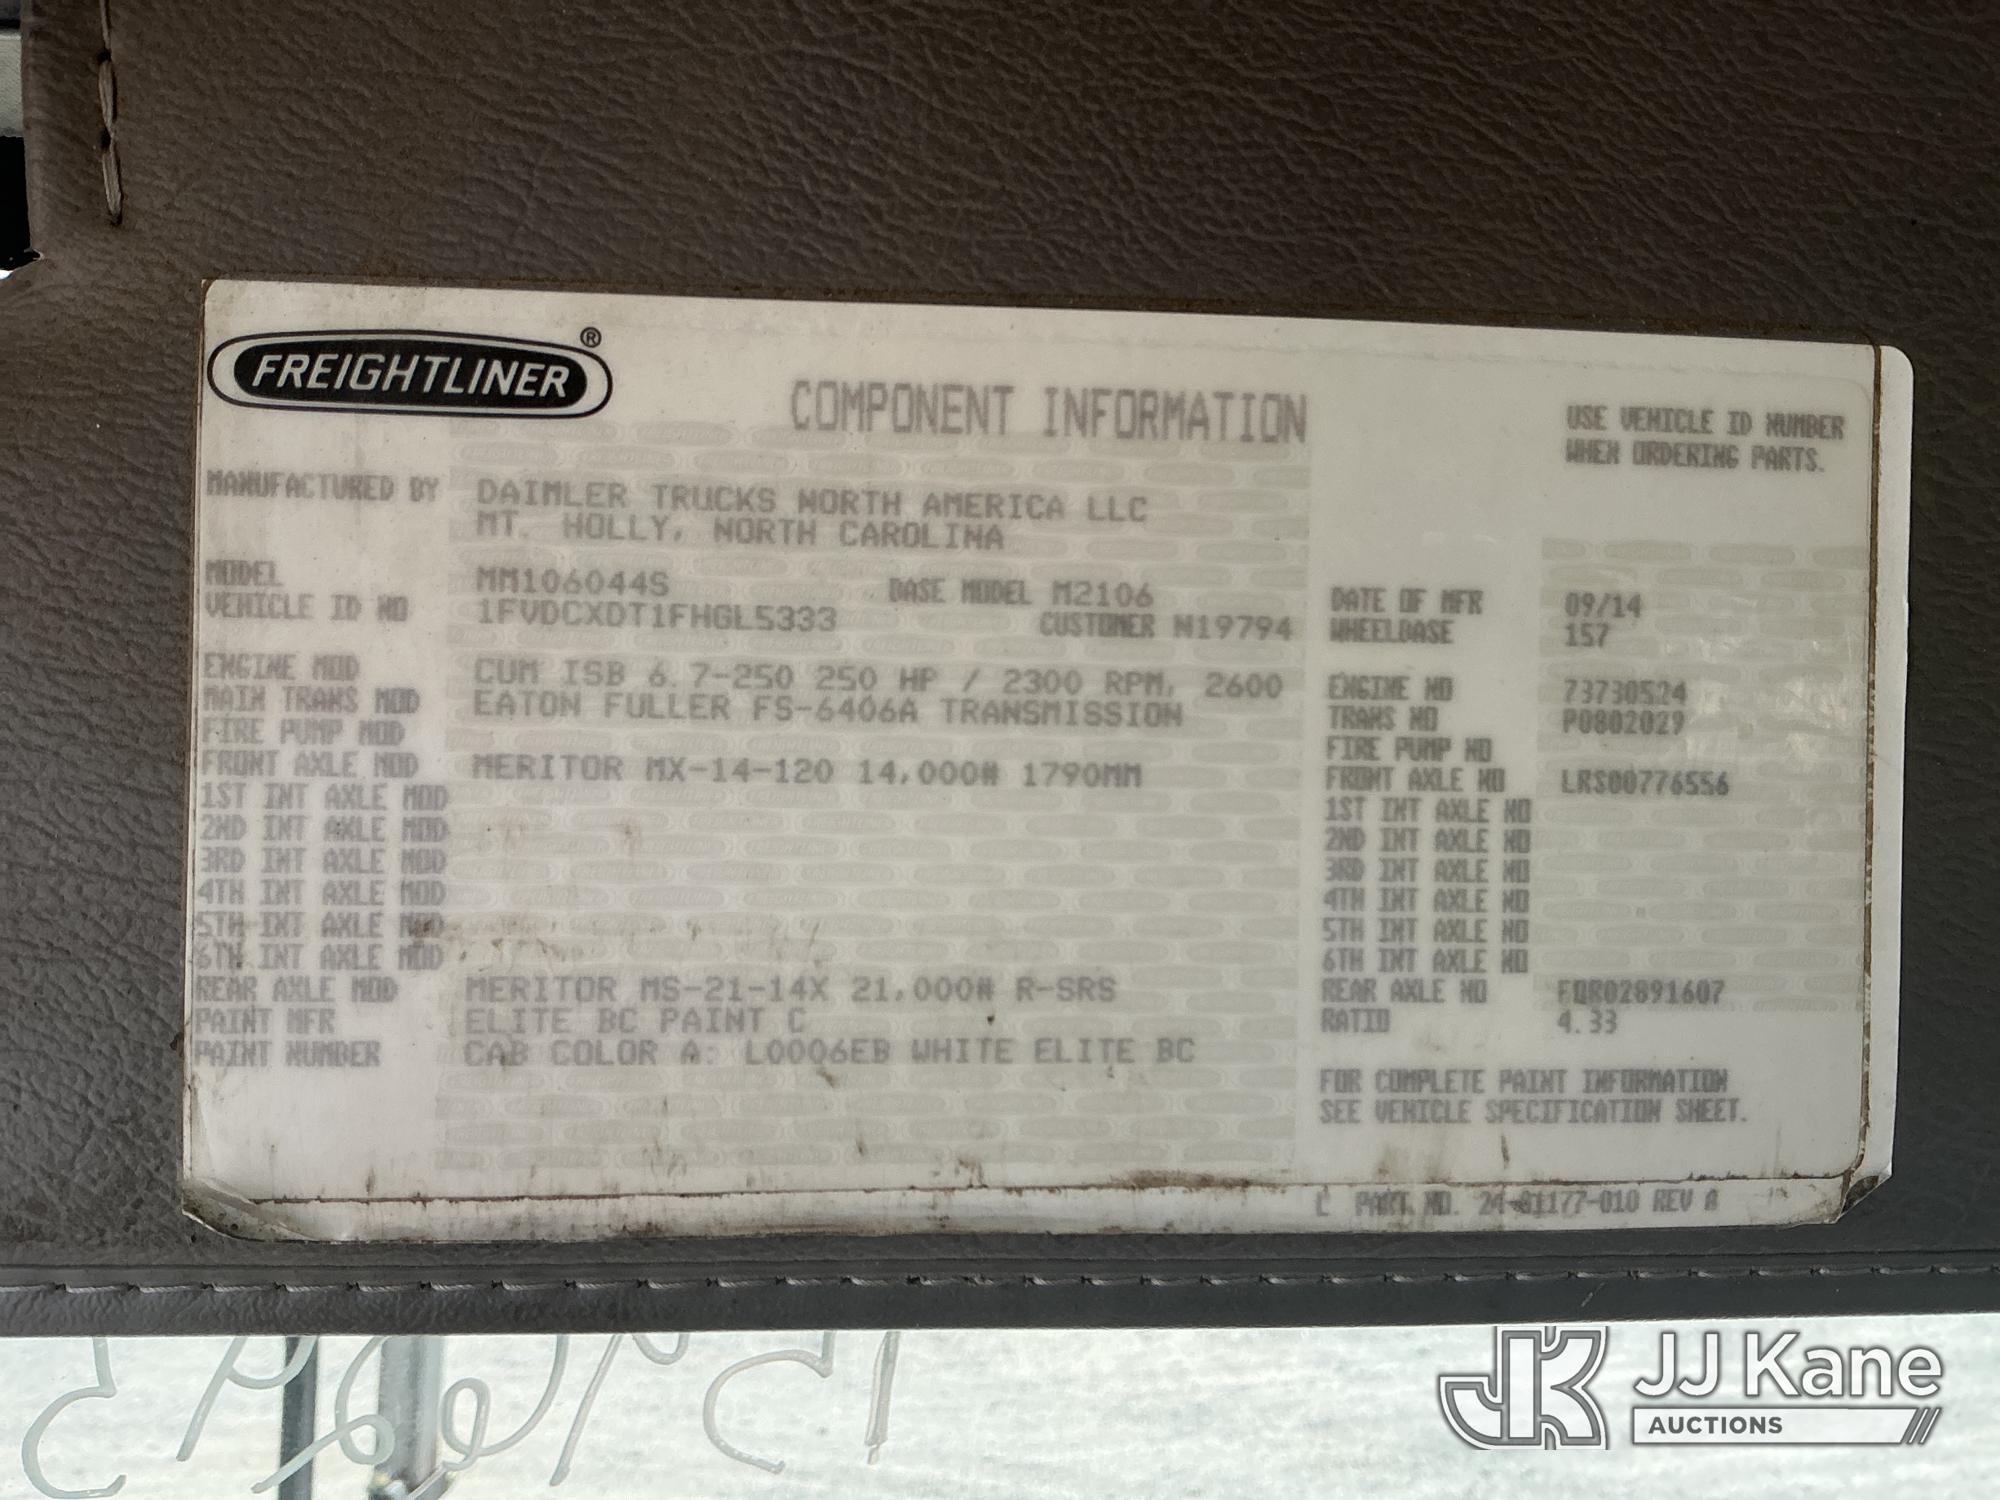 FREIGHTLINER®
COMPONENT INFORMATION
USE VEHICLE ID NUMBER
WHEN ORDERING PARTS.
MANUFACTURED BY DAIMLER TRUCKS NORTH AMERICA LLC
MT. HOLLY, NORTH CAROLINA
MODEL MM106044S BASE MODEL M2106
VEHICLE ID NO 1FVDCXDT1FHGL5333 CUSTOMER N19794
DATE OF MFR 09/14
WHEELBASE 157
ENGINE MOD CUM ISB 6.7-250 250 HP / 2300 RPM, 2600
MAIN TRANS MOD EATON FULLER FS-6406A TRANSMISSION
FIRE PUMP MOD
FRONT AXLE MOD MERITOR MX-14-120 14,000# 1790MM
1ST INT AXLE MOD
2ND INT AXLE MOD
3RD INT AXLE MOD
4TH INT AXLE MOD
5TH INT AXLE MOD
6TH INT AXLE MOD
REAR AXLE MOD MERITOR MS-21-14X 21,000# R-SRS
PAINT MFR ELITE BC PAINT C
PAINT NUMBER CAB COLOR A: L0006EB WHITE ELITE BC
ENGINE NO 73730524
TRANS NO P0802029
FIRE PUMP NO
FRONT AXLE NO LRS00776556
1ST INT AXLE NO
2ND INT AXLE NO
3RD INT AXLE NO
4TH INT AXLE NO
5TH INT AXLE NO
6TH INT AXLE NO
REAR AXLE NO FQR02891607
RATIO 4.33
FOR COMPLETE PAINT INFORMATION
SEE VEHICLE SPECIFICATION SHEET.
L PART NO. 24-81177-010 REV A
JK JJ Kane
AUCTIONS